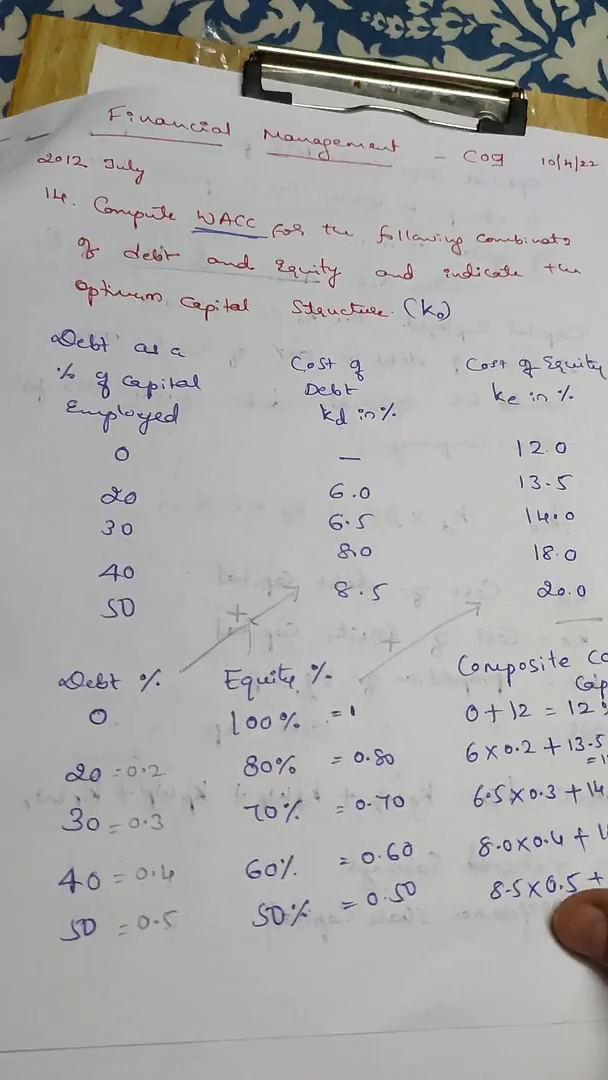 Financial Management - COG 10/4/22
2012 July
14. Compute WACC for the following combinats
of debt and Equity and indicate the
optimum capital structure. (Ko)
Debt as a % of capital Employed
Cost of Debt kd in %
Cost of Equity ke in %
0 — 12.0
20 6.0 13.5
30 6.5 14.0
40 8.0 18.0
50 8.5 20.0
Debt % + Equity % Composite Co
Cap
0 100% = 1 0 + 12 = 12%
20 = 0.2 80% = 0.80 6 x 0.2 + 13.5
= 1
30 = 0.3 70% = 0.70 6.5 x 0.3 + 14
40 = 0.4 60% = 0.60 8.0 x 0.4 + 1
50 = 0.5 50% = 0.50 8.5 x 0.5 +